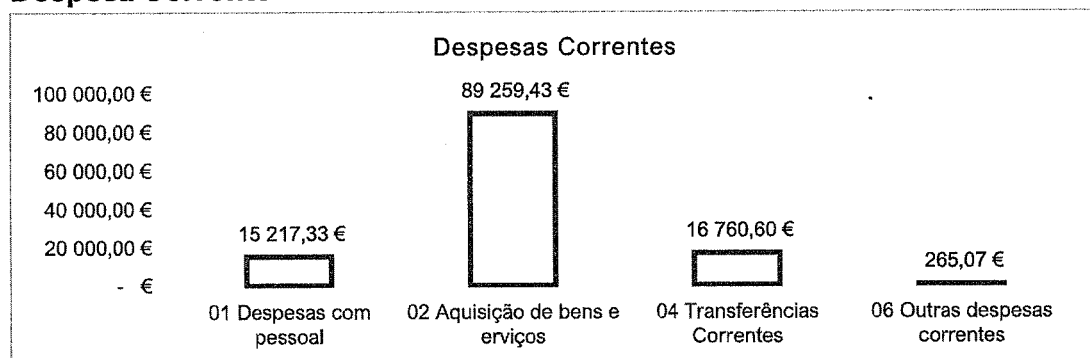 Despesas Correntes
100 000,00 €
80 000,00 €
60 000,00 €
40 000,00 €
20 000,00 €
- €
15 217,33 €
89 259,43 €
16 760,60 €
265,07 €
01 Despesas com
pessoal
02 Aquisição de bens e
erviços
04 Transferências
Correntes
06 Outras despesas
correntes